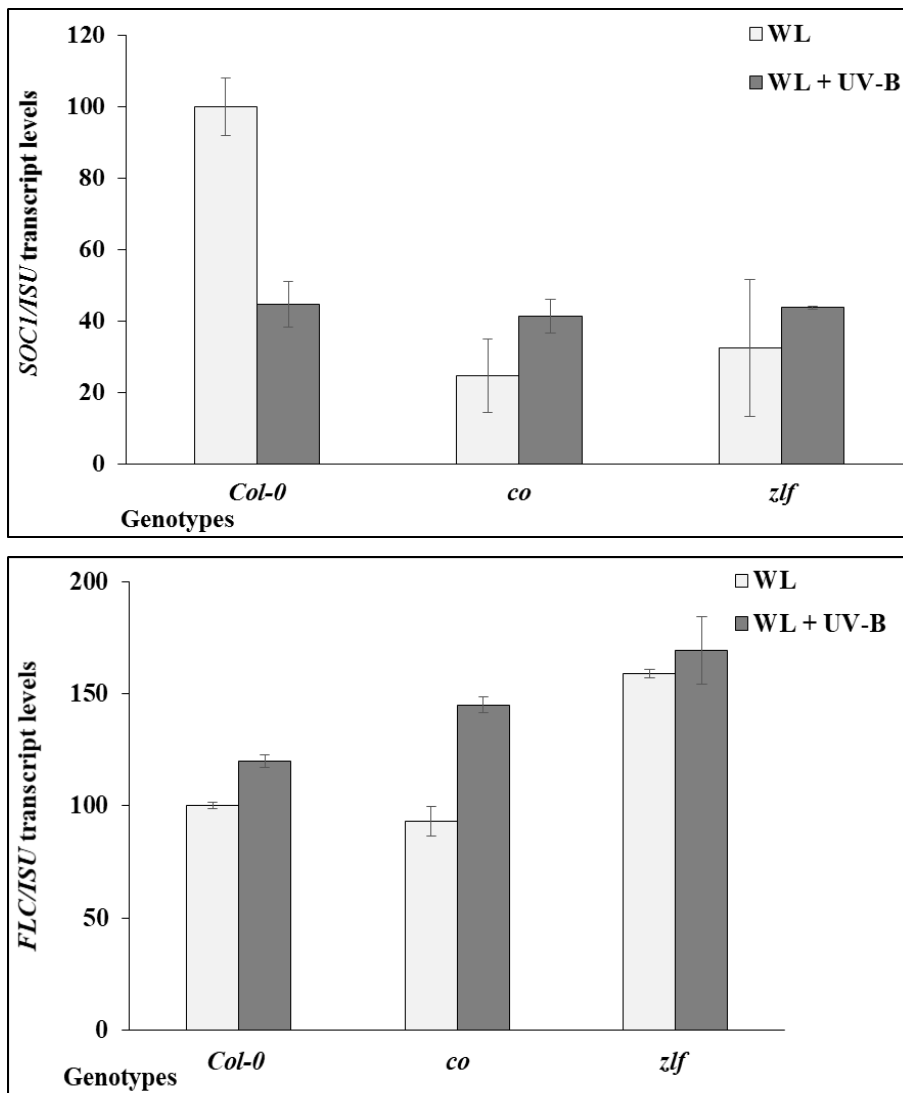 120
100
80
60
40
20
0
SOC1/ISU transcript levels
WL
WL + UV-B
Col-0 co zlf
Genotypes
200
150
100
50
0
FLC/ISU transcript levels
WL
WL + UV-B
Col-0 co zlf
Genotypes